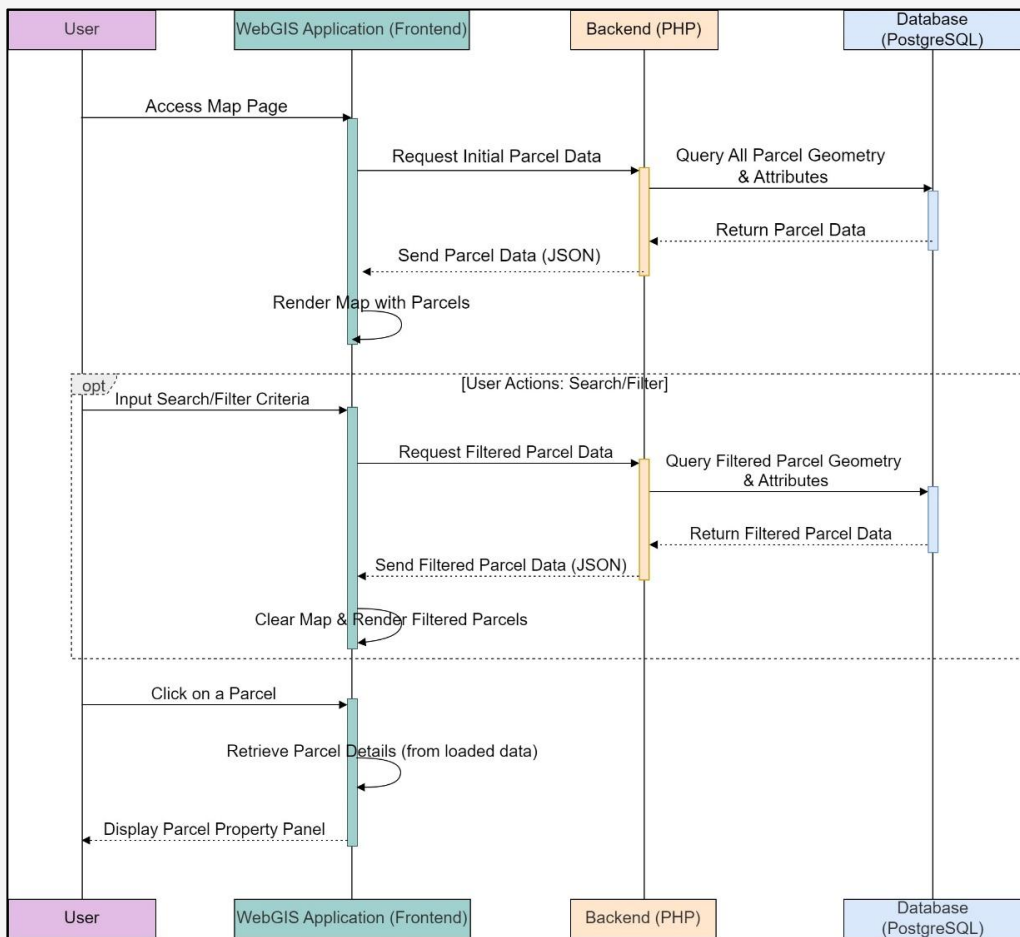 User
WebGIS Application (Frontend)
Backend (PHP)
Database
(PostgreSQL)
Access Map Page
Request Initial Parcel Data
Query All Parcel Geometry
& Attributes
Return Parcel Data
Send Parcel Data (JSON)
Render Map with Parcels
opt
[User Actions: Search/Filter]
Input Search/Filter Criteria
Request Filtered Parcel Data
Query Filtered Parcel Geometry
& Attributes
Return Filtered Parcel Data
Send Filtered Parcel Data (JSON)
Clear Map & Render Filtered Parcels
Click on a Parcel
Retrieve Parcel Details (from loaded data)
Display Parcel Property Panel
User
WebGIS Application (Frontend)
Backend (PHP)
Database
(PostgreSQL)